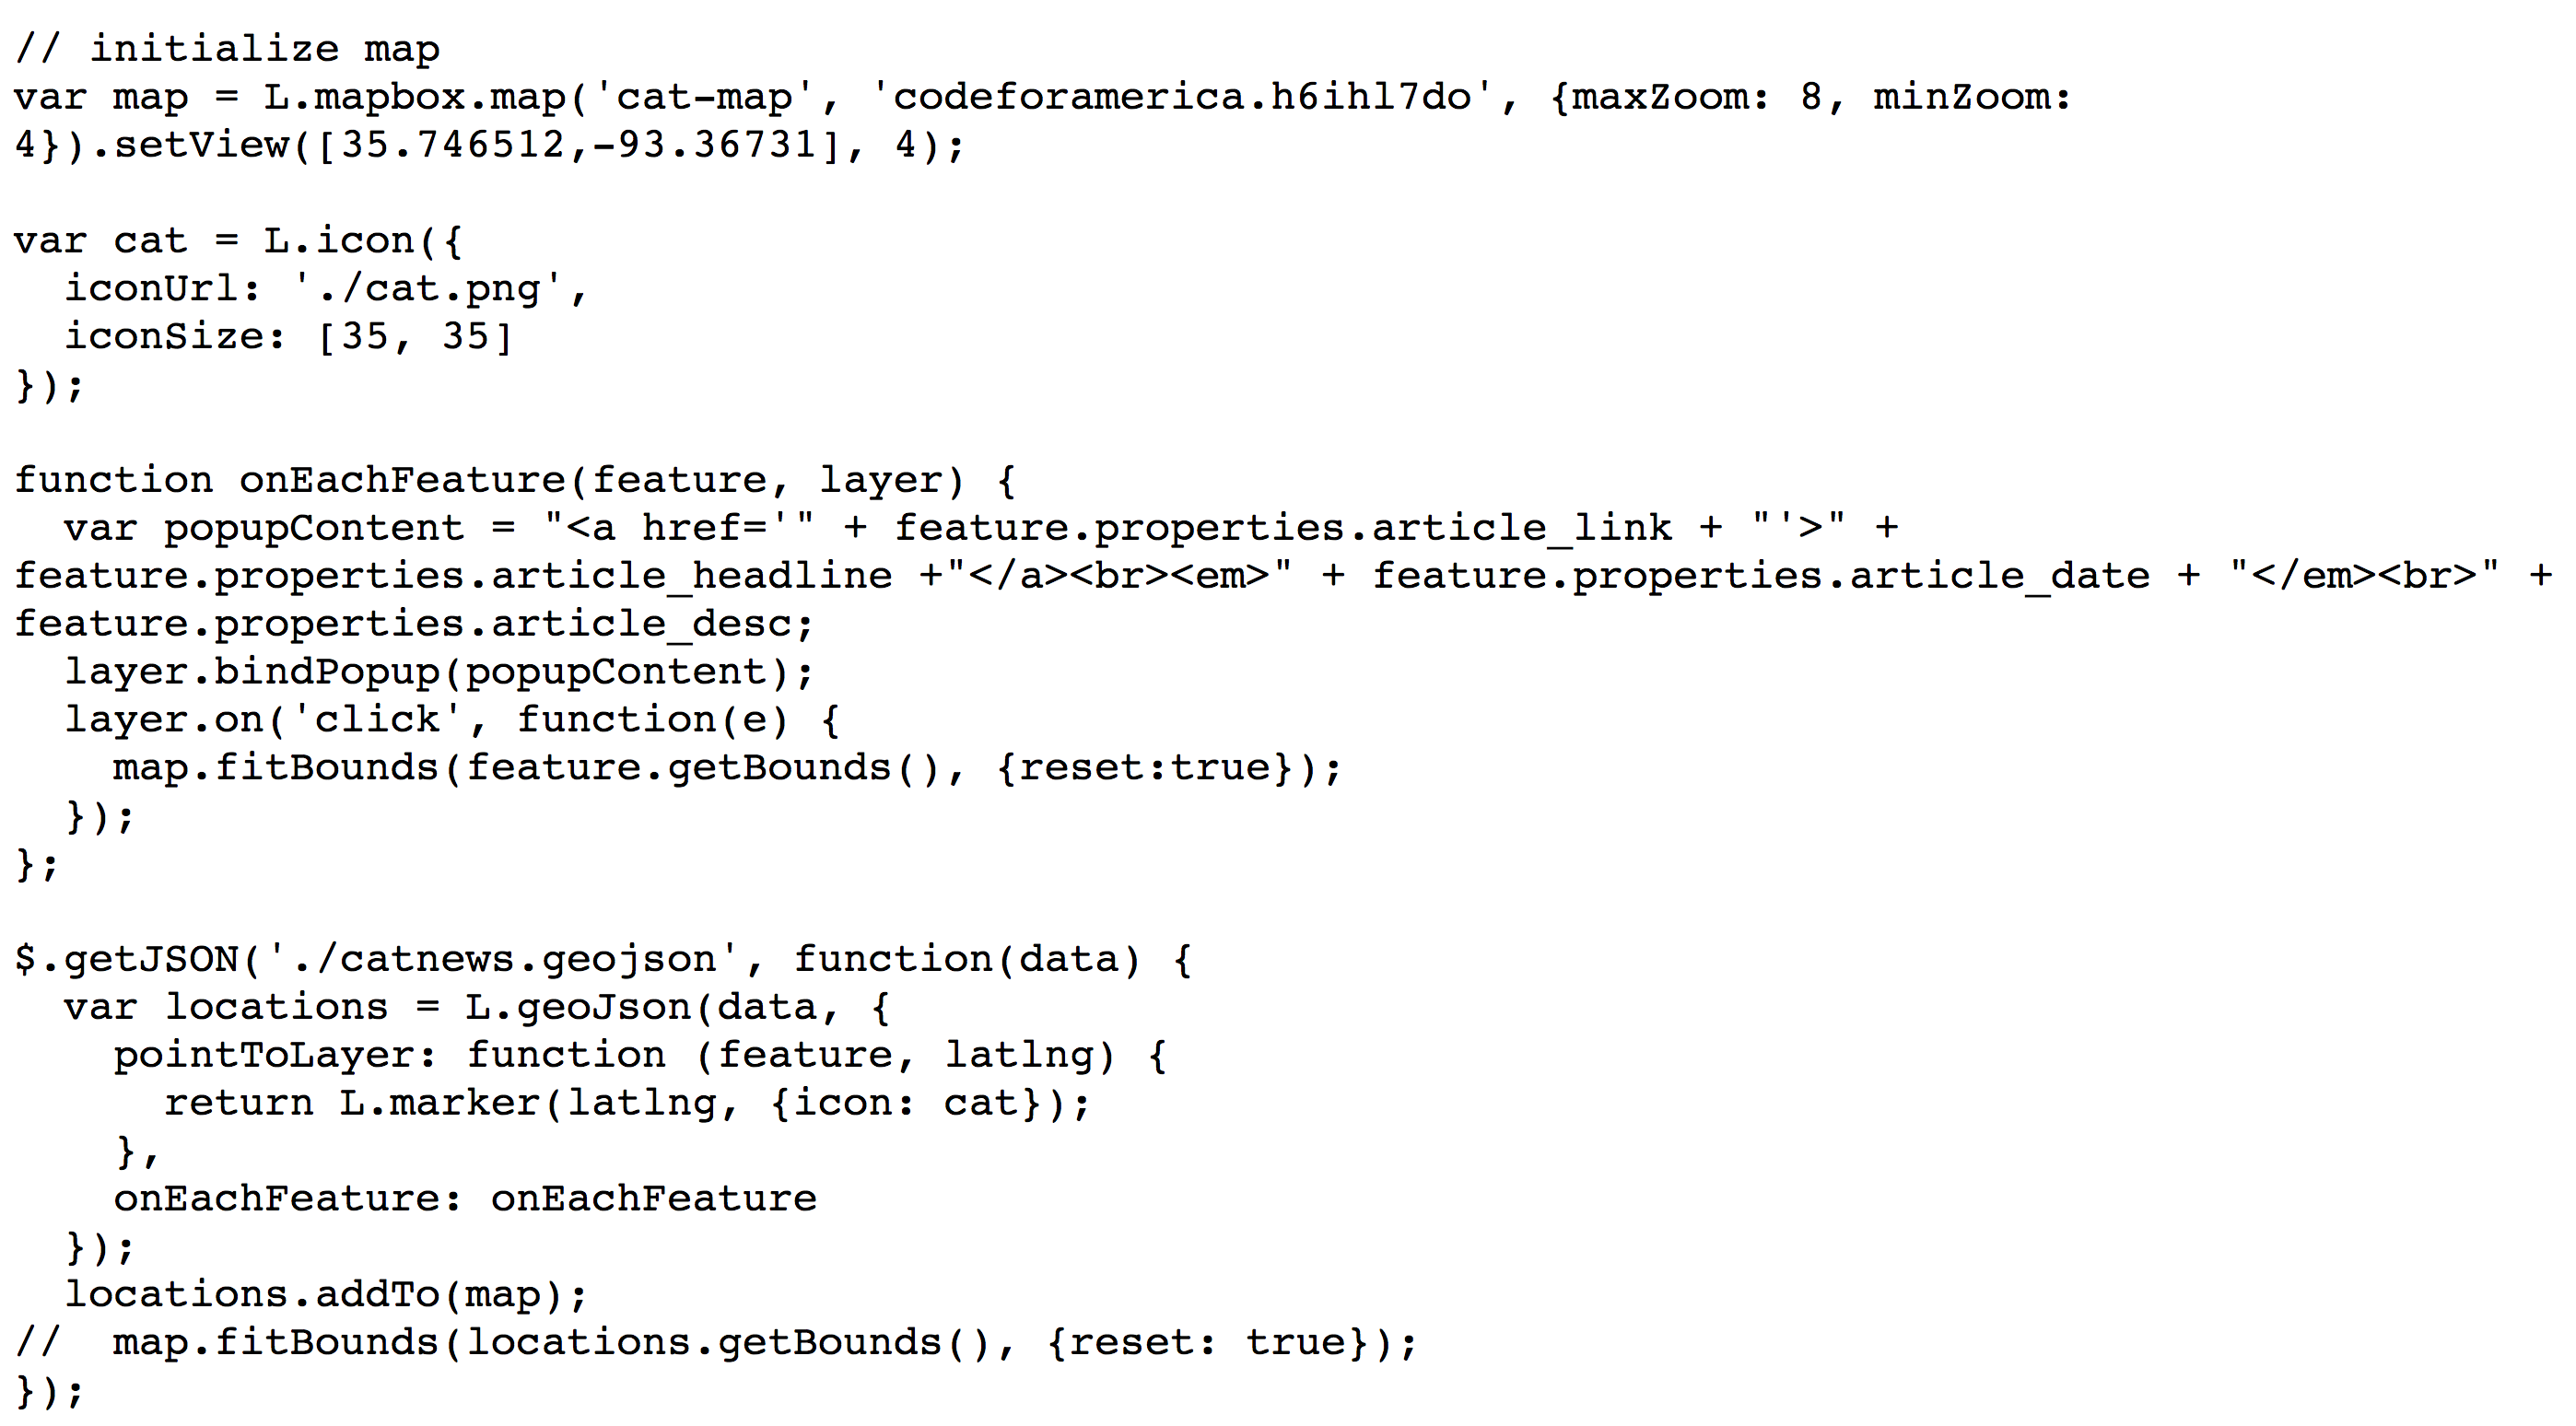 // initialize map
var map = L.mapbox.map('cat-map', 'codeforamerica.h6ihl7do', {maxZoom: 8, minZoom:
4}).setView([35.746512,-93.36731], 4);

var cat = L.icon({
  iconUrl: './cat.png',
  iconSize: [35, 35]
});

function onEachFeature(feature, layer) {
  var popupContent = "<a href='" + feature.properties.article_link + "'>" +
feature.properties.article_headline +"</a><br><em>" + feature.properties.article_date + "</em><br>" +
feature.properties.article_desc;
  layer.bindPopup(popupContent);
  layer.on('click', function(e) {
    map.fitBounds(feature.getBounds(), {reset:true});
  });
};

$.getJSON('./catnews.geojson', function(data) {
  var locations = L.geoJson(data, {
    pointToLayer: function (feature, latlng) {
      return L.marker(latlng, {icon: cat});
    },
    onEachFeature: onEachFeature
  });
  locations.addTo(map);
//  map.fitBounds(locations.getBounds(), {reset: true});
});